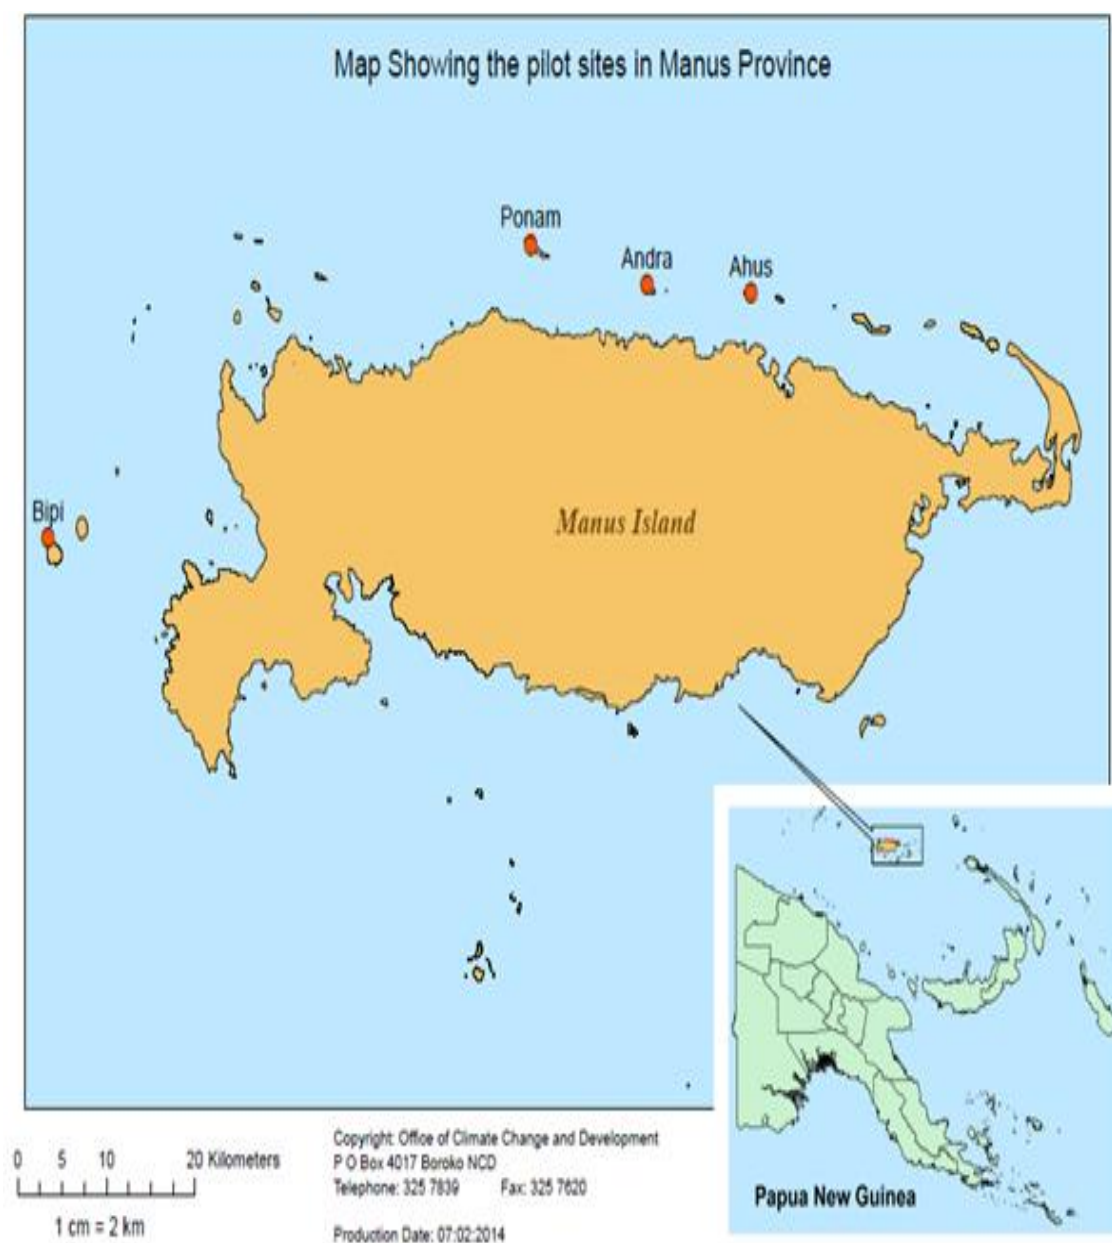 Map Showing the pilot sites in Manus Province
Ponam
Andra
Ahus
Bipi
Manus Island
Papua New Guinea
0 5 10 20 Kilometers
1 cm = 2 km
Copyright: Office of Climate Change and Development
P O Box 4017 Boroko NCD
Telephone: 325 7839 Fax: 325 7620
Production Date: 07:02:2014